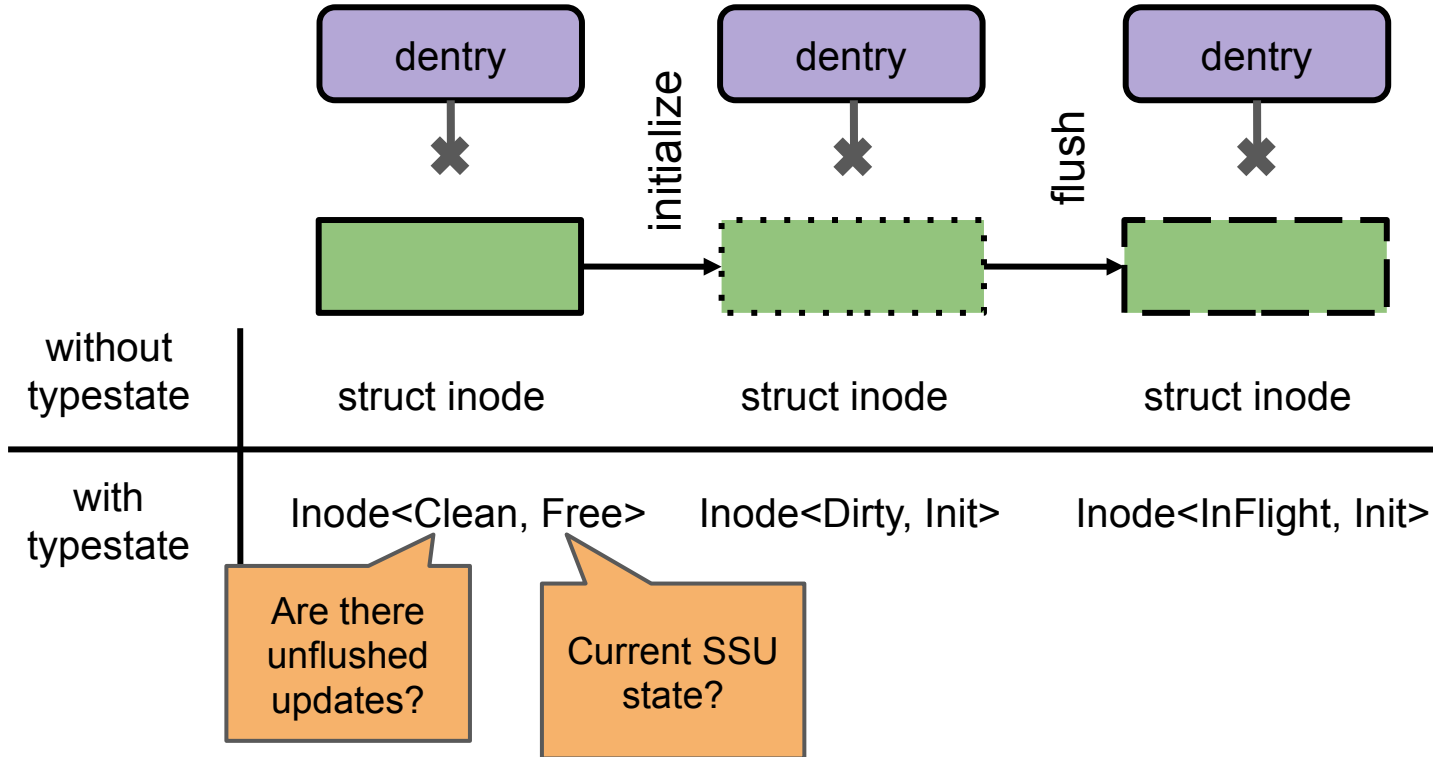 dentry
dentry
dentry
initialize
flush
without
typestate
struct inode
struct inode
struct inode
with
typestate
Inode<Clean, Free>
Inode<Dirty, Init>
Inode<InFlight, Init>
Are there
unflushed
updates?
Current SSU
state?